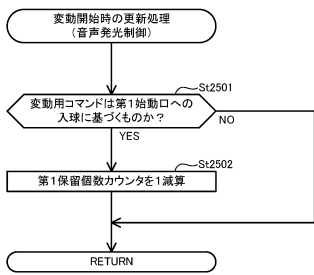 変動開始時の更新処理
（音声発光制御）
St2501
変動用コマンドは第1始動口への
入球に基づくものか？
NO
YES
St2502
第1保留個数カウンタを1減算
RETURN